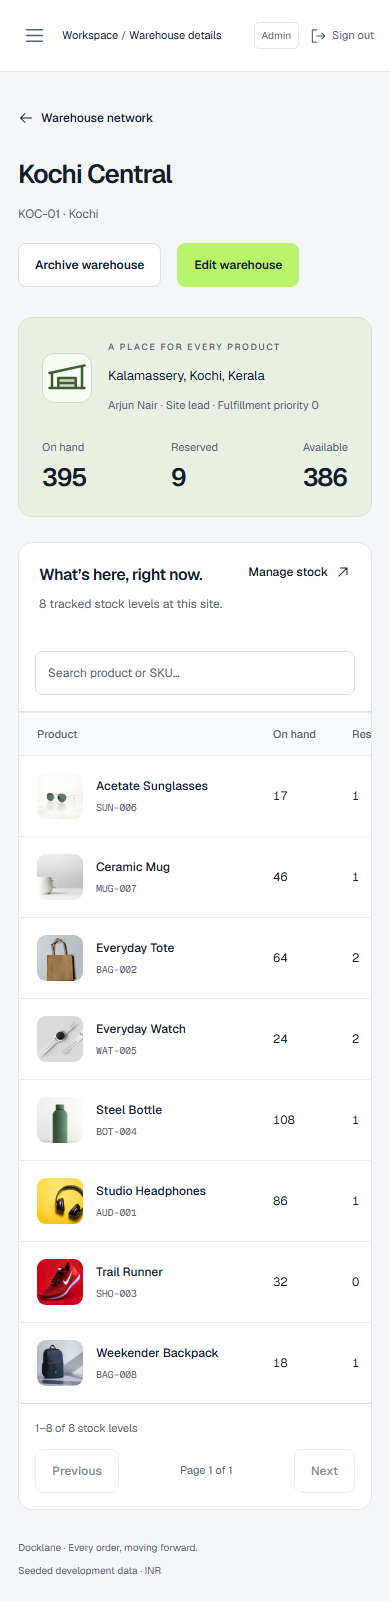 Workspace / Warehouse details
Admin
Sign out
Warehouse network
Kochi Central
KOC-01 · Kochi
Archive warehouse
Edit warehouse
A PLACE FOR EVERY PRODUCT
Kalamassery, Kochi, Kerala
Arjun Nair · Site lead · Fulfillment priority 0
On hand Reserved Available
395 9 386
What's here, right now.
Manage stock
8 tracked stock levels at this site.
Search product or SKU...
Product On hand Res
Acetate Sunglasses 17 1
SUN-006
Ceramic Mug 46 1
MUG-007
Everyday Tote 64 2
BAG-002
Everyday Watch 24 2
WAT-005
Steel Bottle 108 1
BOT-004
Studio Headphones 86 1
AUD-001
Trail Runner 32 0
SHO-003
Weekender Backpack 18 1
BAG-008
1–8 of 8 stock levels
Previous Page 1 of 1 Next
Docklane · Every order, moving forward.
Seeded development data · INR